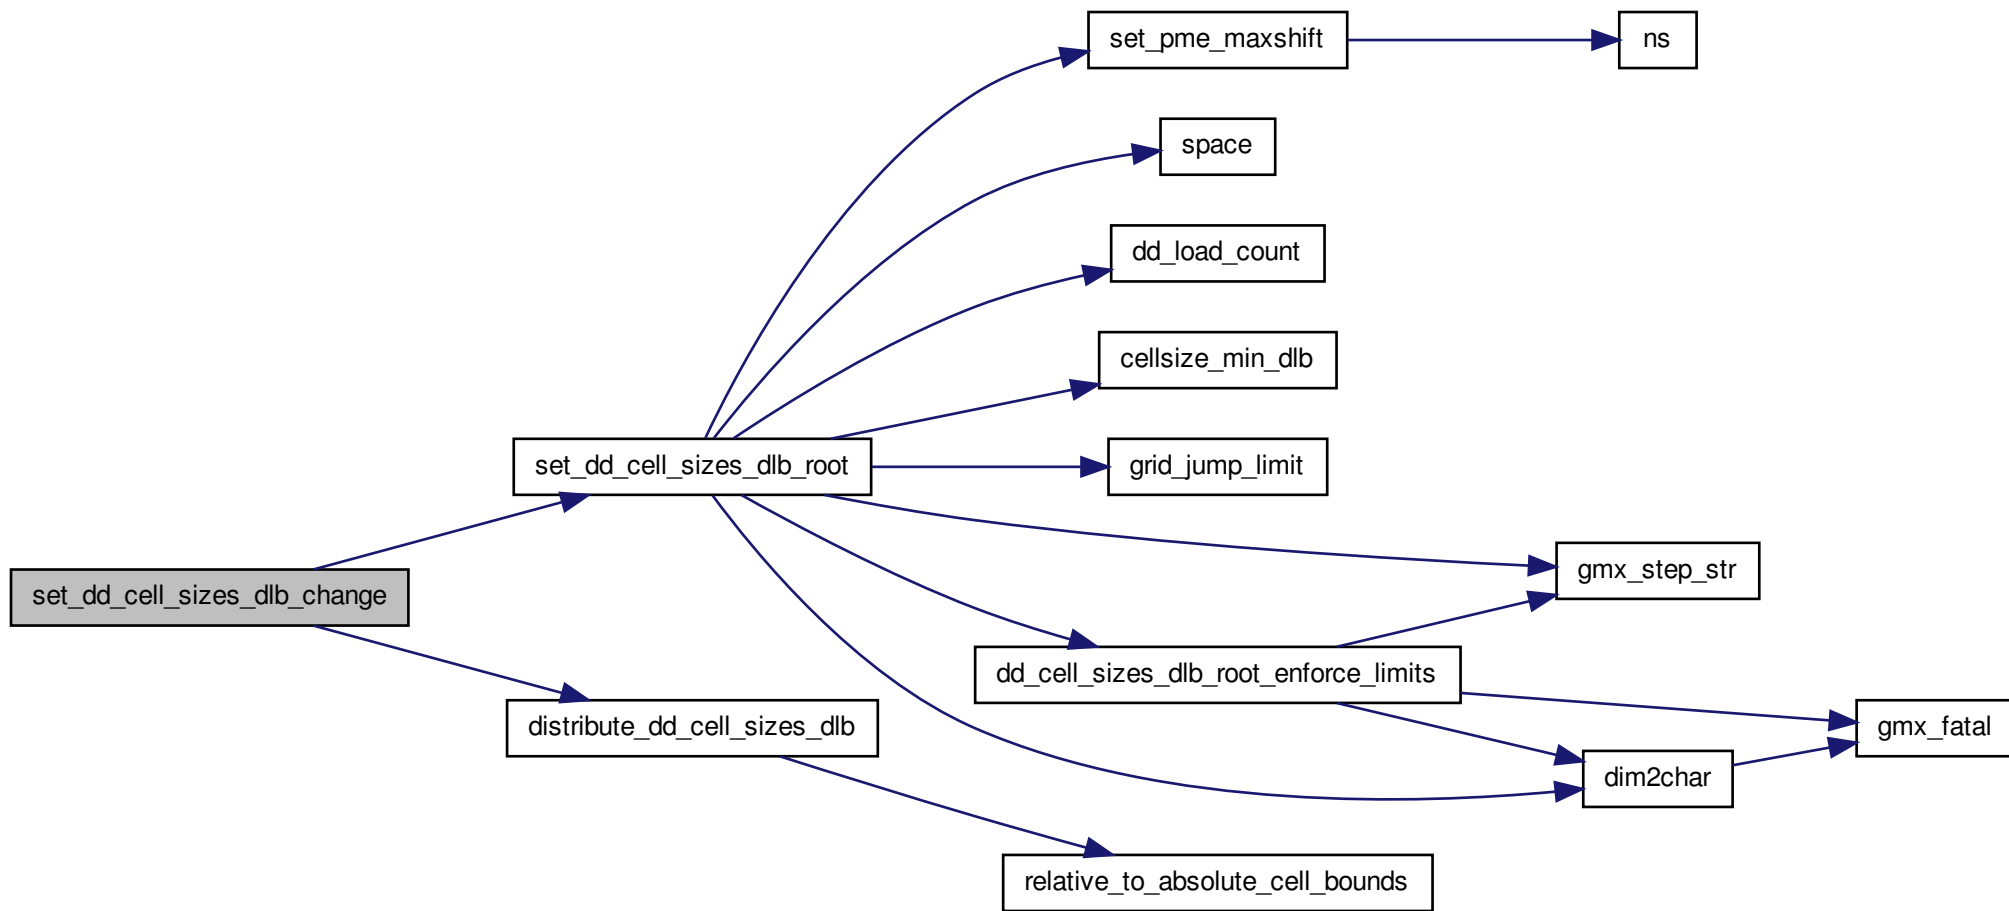 set_pme_maxshift
ns
space
dd_load_count
cellsize_min_dlb
set_dd_cell_sizes_dlb_root
grid_jump_limit
gmx_step_str
set_dd_cell_sizes_dlb_change
dd_cell_sizes_dlb_root_enforce_limits
distribute_dd_cell_sizes_dlb
gmx_fatal
dim2char
relative_to_absolute_cell_bounds